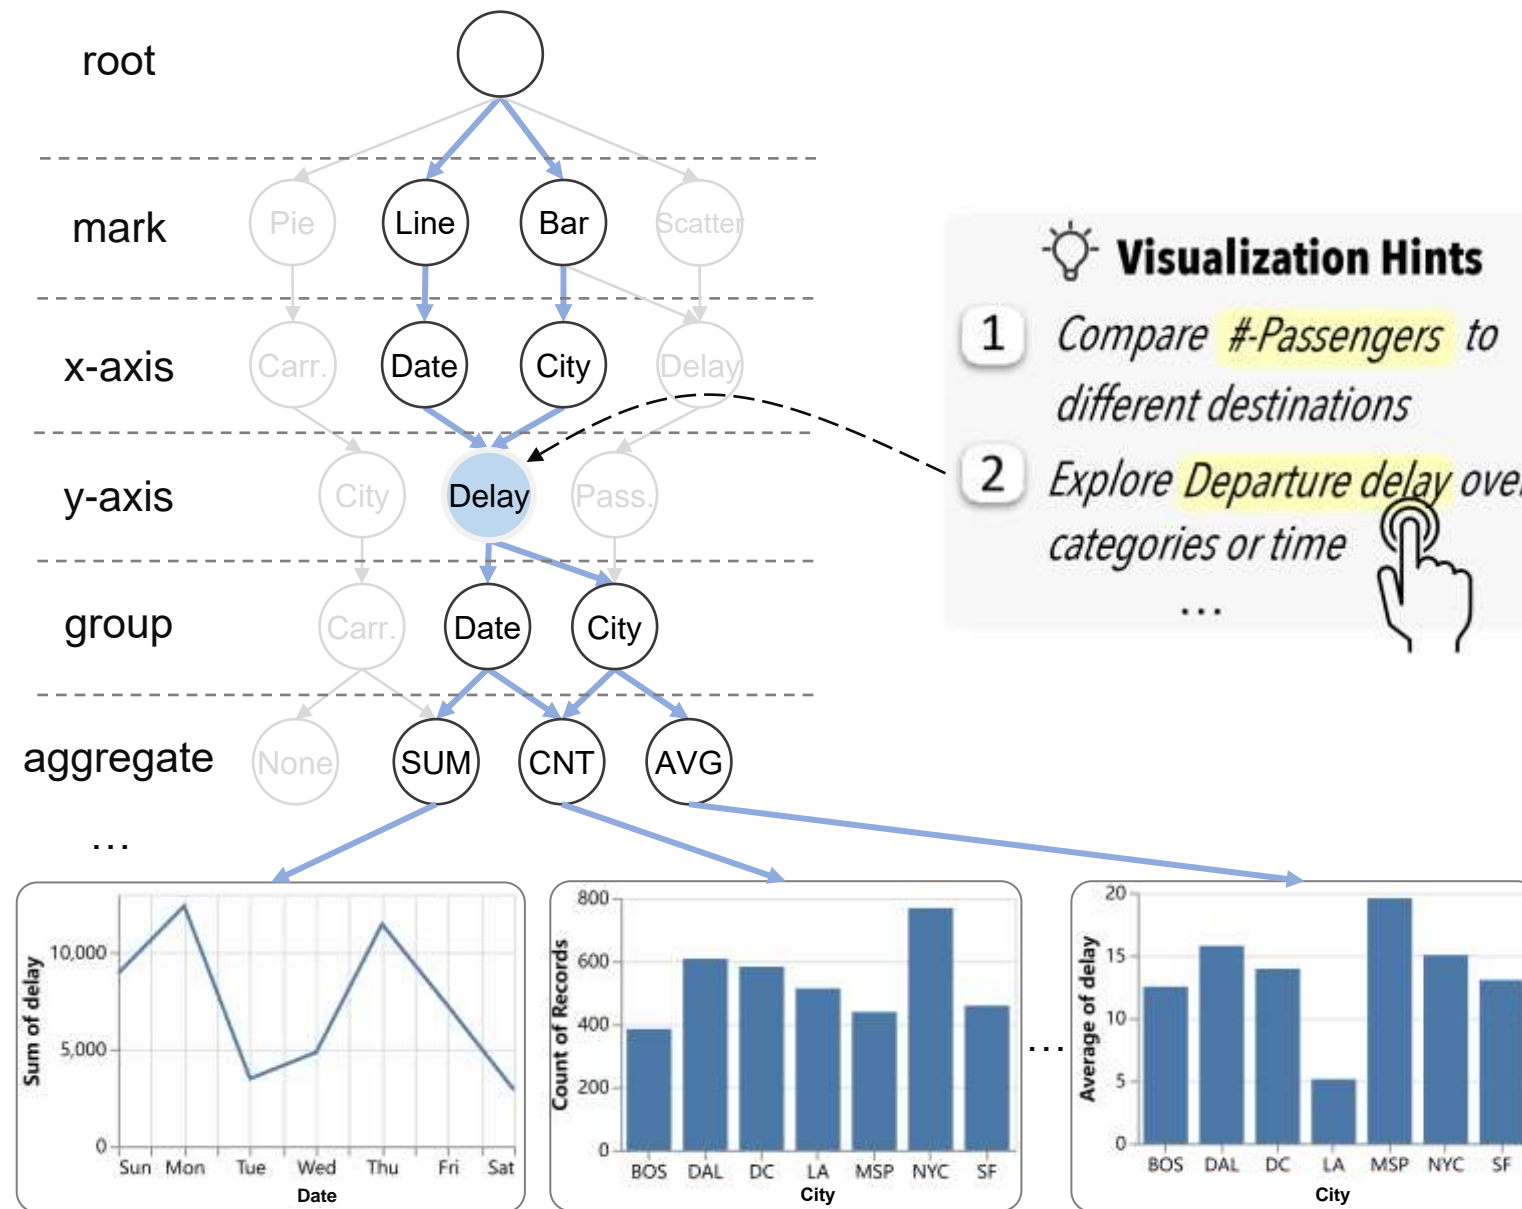 root
mark
Pie
Line
Bar
Scatter
x-axis
Carr.
Date
City
Delay
y-axis
City
Delay
Pass.
group
Carr.
Date
City
aggregate
None
SUM
CNT
AVG
...
Visualization Hints
1 Compare #-Passengers to
different destinations
2 Explore Departure delay over
categories or time
...
Sum of delay
10,000
5,000
0
Sun Mon Tue Wed Thu Fri Sat
Date
Count of Records
800
600
400
200
0
BOS DAL DC LA MSP NYC SF
City
...
Average of delay
20
15
10
5
0
BOS DAL DC LA MSP NYC SF
City